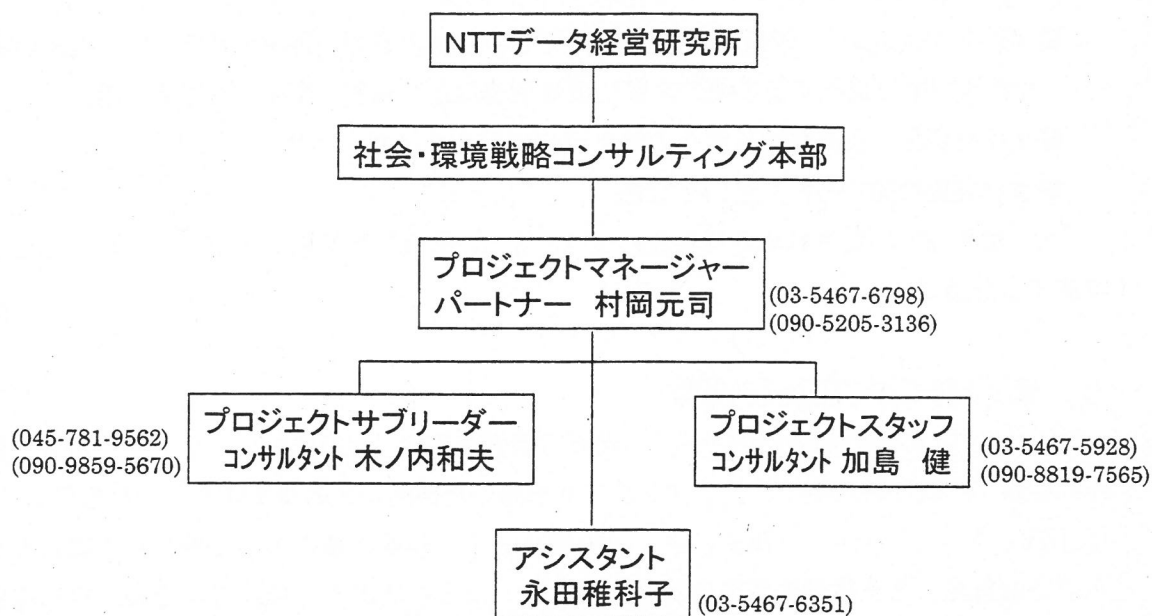 NTTデータ経営研究所
社会・環境戦略コンサルティング本部
プロジェクトマネージャー
パートナー 村岡元司
(03-5467-6798)
(090-5205-3136)
(045-781-9562)
(090-9859-5670)
プロジェクトサブリーダー
コンサルタント 木ノ内和夫
プロジェクトスタッフ
コンサルタント 加島 健
(03-5467-5928)
(090-8819-7565)
アシスタント
永田稚科子
(03-5467-6351)